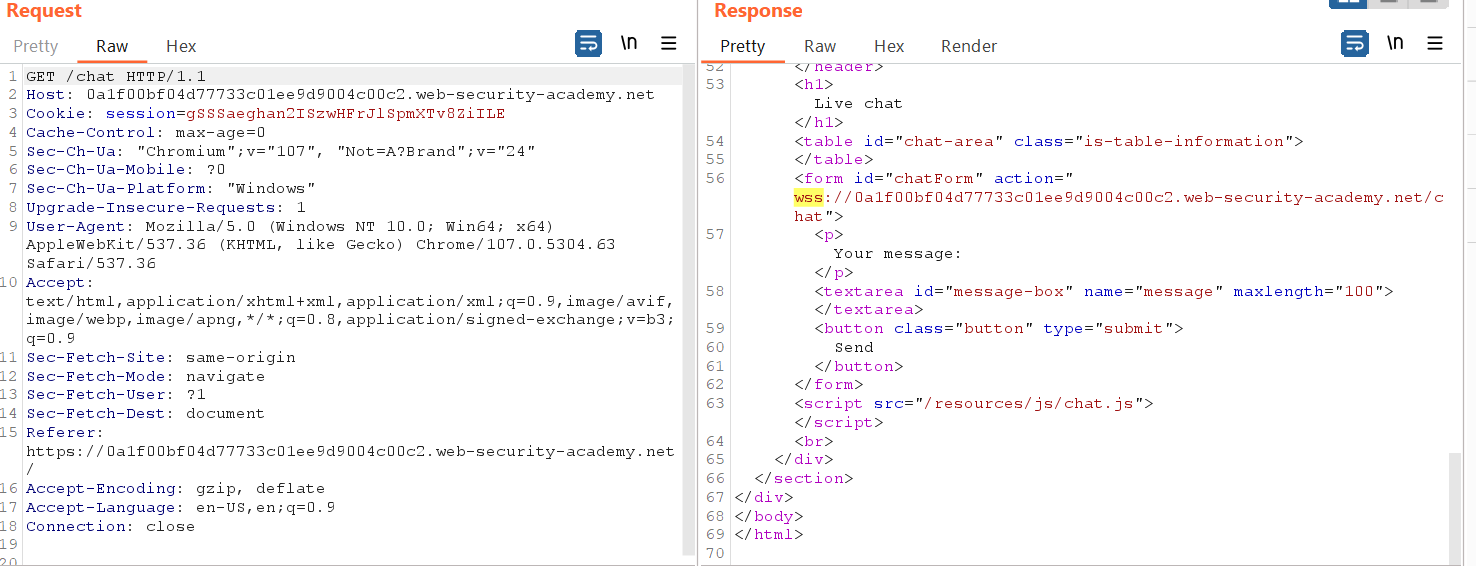 Request
Pretty Raw Hex \n
1 GET /chat HTTP/1.1
2 Host: 0a1f00bf04d77733c01ee9d9004c00c2.web-security-academy.net
3 Cookie: session=gSSSaeghan2ISzwHFrJlSpmXTv8ZiILE
4 Cache-Control: max-age=0
5 Sec-Ch-Ua: "Chromium";v="107", "Not=A?Brand";v="24"
6 Sec-Ch-Ua-Mobile: ?0
7 Sec-Ch-Ua-Platform: "Windows"
8 Upgrade-Insecure-Requests: 1
9 User-Agent: Mozilla/5.0 (Windows NT 10.0; Win64; x64)
AppleWebKit/537.36 (KHTML, like Gecko) Chrome/107.0.5304.63
Safari/537.36
10 Accept:
text/html,application/xhtml+xml,application/xml;q=0.9,image/avif,
image/webp,image/apng,*/*;q=0.8,application/signed-exchange;v=b3;
q=0.9
11 Sec-Fetch-Site: same-origin
12 Sec-Fetch-Mode: navigate
13 Sec-Fetch-User: ?1
14 Sec-Fetch-Dest: document
15 Referer:
https://0a1f00bf04d77733c01ee9d9004c00c2.web-security-academy.net
/
16 Accept-Encoding: gzip, deflate
17 Accept-Language: en-US,en;q=0.9
18 Connection: close
19
20
Response
Pretty Raw Hex Render \n
52 </header>
53 <h1>
Live chat
</h1>
54 <table id="chat-area" class="is-table-information">
55 </table>
56 <form id="chatForm" action="
wss://0a1f00bf04d77733c01ee9d9004c00c2.web-security-academy.net/c
hat">
57 <p>
Your message:
</p>
58 <textarea id="message-box" name="message" maxlength="100">
</textarea>
59 <button class="button" type="submit">
60 Send
61 </button>
62 </form>
63 <script src="/resources/js/chat.js">
</script>
64 <br>
65 </div>
66 </section>
67 </div>
68 </body>
69 </html>
70